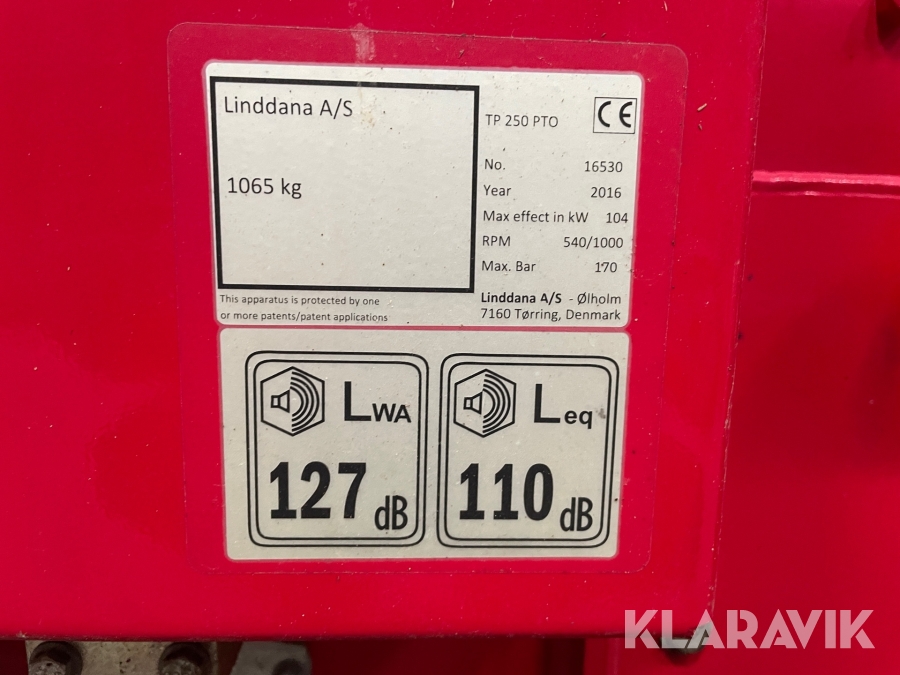 Linddana A/S
1065 kg
TP 250 PTO CE
No. 16530
Year 2016
Max effect in kW 104
RPM 540/1000
Max. Bar 170
This apparatus is protected by one
or more patents/patent applications
Linddana A/S - Ølholm
7160 Tørring, Denmark
LWA
127 dB
Leq
110 dB
KLARAVIK